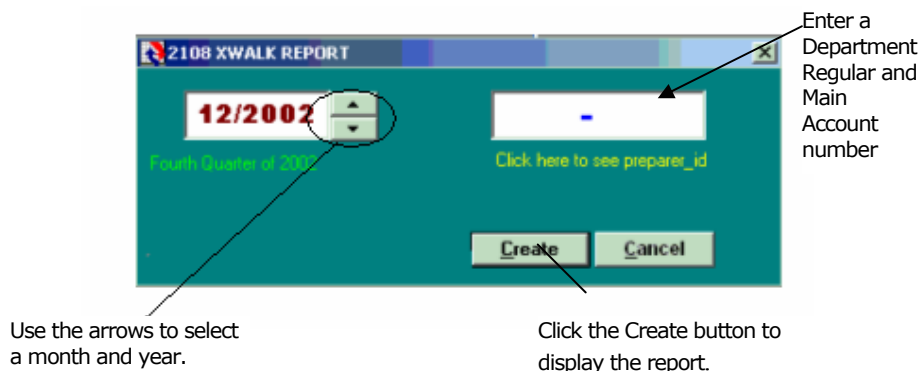 Enter a
Department
Regular and
Main
Account
number
2108 XWALK REPORT
12/2002
-
Fourth Quarter of 2002
Click here to see preparer_id
Create
Cancel
Use the arrows to select
a month and year.
Click the Create button to
display the report.